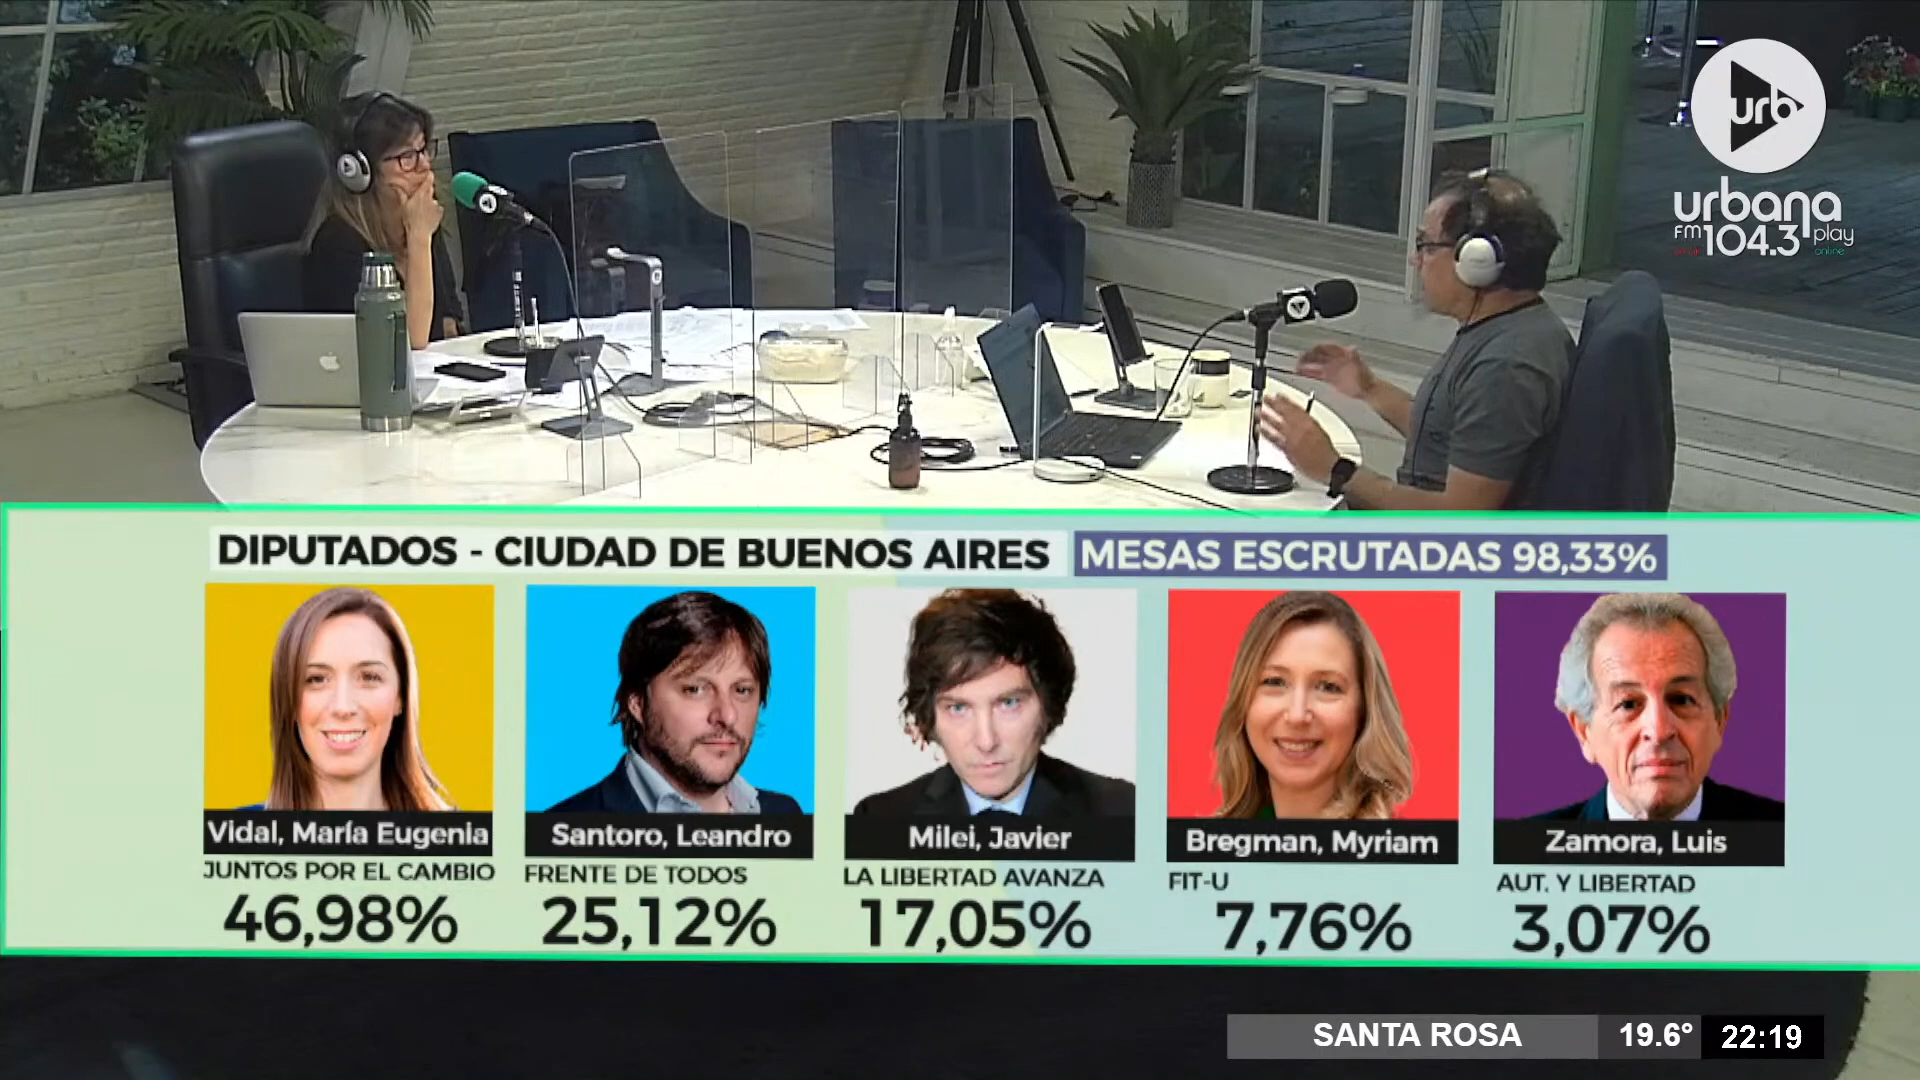 urb
urbana
play
FM 104.3
online
DIPUTADOS - CIUDAD DE BUENOS AIRES
MESAS ESCRUTADAS 98,33%
Vidal, María Eugenia
JUNTOS POR EL CAMBIO
46,98%
Santoro, Leandro
FRENTE DE TODOS
25,12%
Milei, Javier
LA LIBERTAD AVANZA
17,05%
Bregman, Myriam
FIT-U
7,76%
Zamora, Luis
AUT. Y LIBERTAD
3,07%
SANTA ROSA
19.6°
22:19